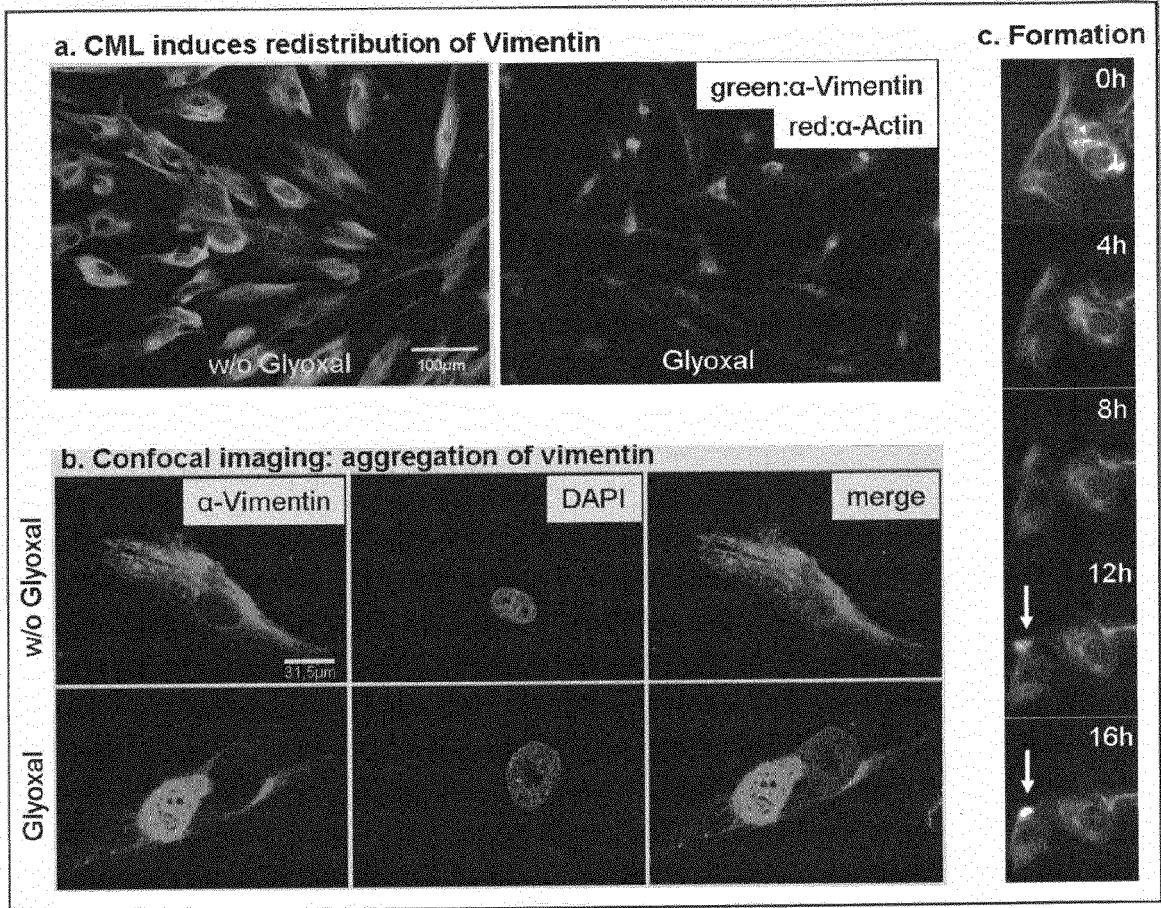 a. CML induces redistribution of Vimentin
green:α-Vimentin
red:α-Actin
w/o Glyoxal
100µm
Glyoxal
b. Confocal imaging: aggregation of vimentin
α-Vimentin
DAPI
merge
w/o Glyoxal
31,5µm
Glyoxal
c. Formation
0h
4h
8h
12h
16h